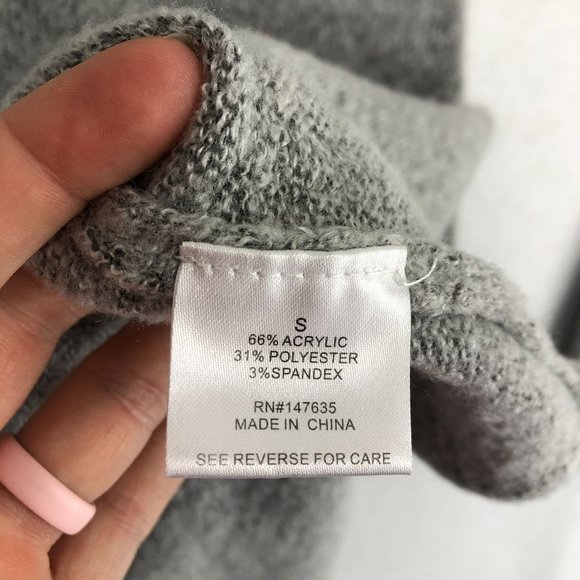 S
66% ACRYLIC
31% POLYESTER
3%SPANDEX
RN#147635
MADE IN CHINA
SEE REVERSE FOR CARE